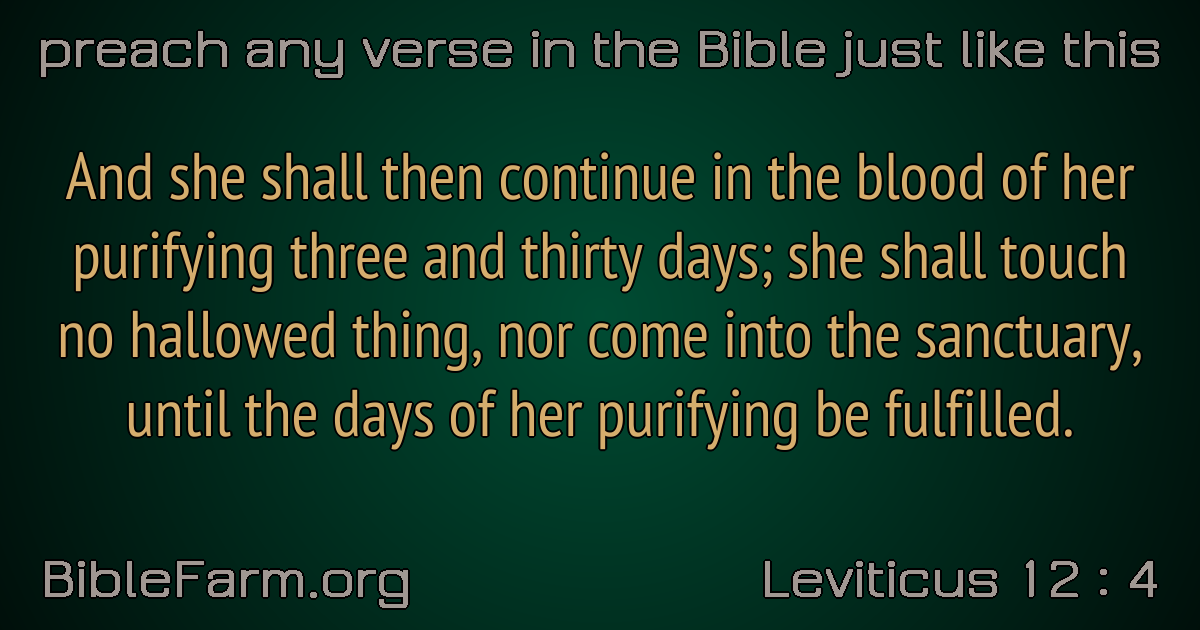 preach any verse in the Bible just like this
And she shall then continue in the blood of her
purifying three and thirty days; she shall touch
no hallowed thing, nor come into the sanctuary,
until the days of her purifying be fulfilled.
BibleFarm.org
Leviticus 12 : 4